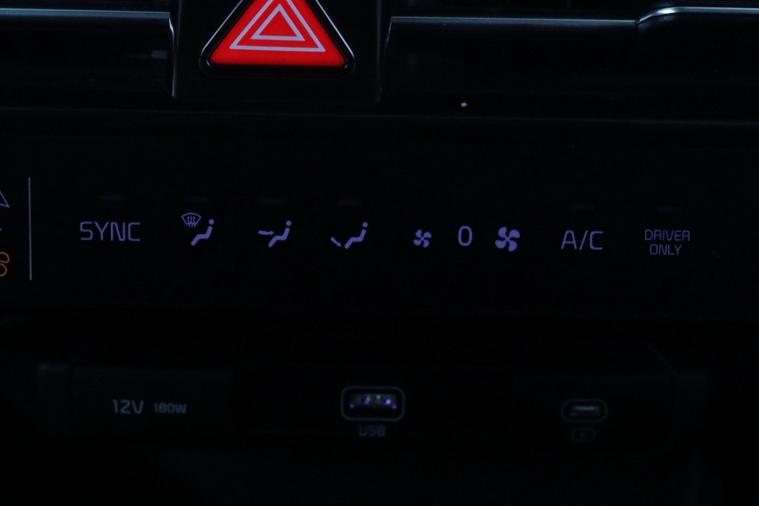 SYNC 0 A/C DRIVER
ONLY
12V 180W
USB